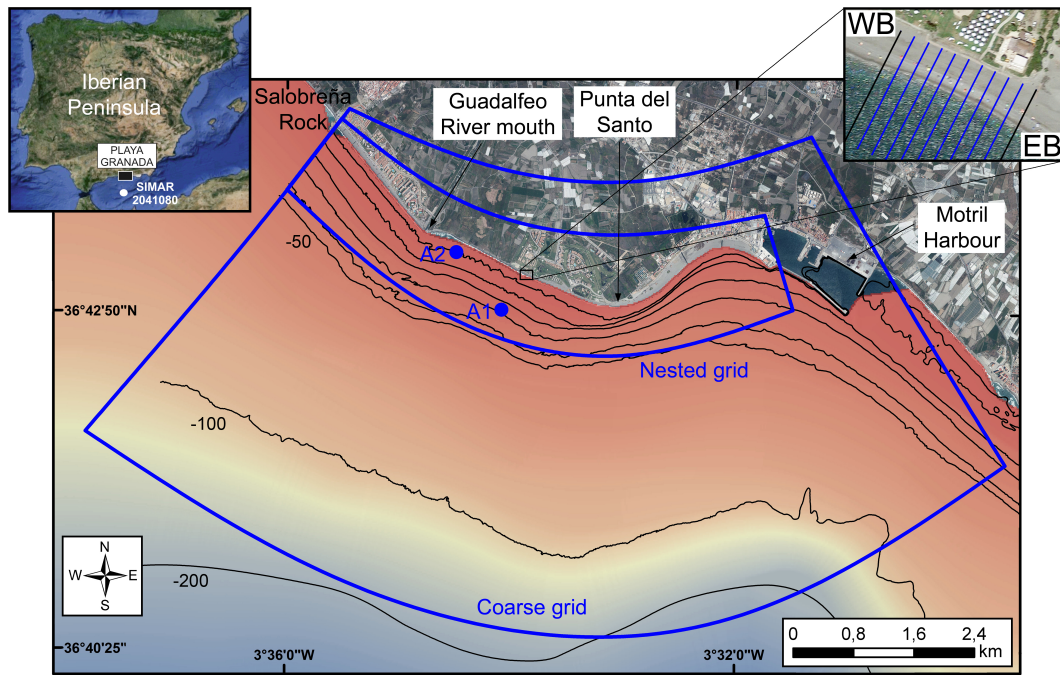 Iberian
Peninsula
PLAYA
GRANADA
SIMAR
2041080
Salobreña
Rock
Guadalfeo
River mouth
Punta del
Santo
WB
EB
Motril
Harbour
-50
A2
A1
36°42'50"N
Nested grid
-100
N
W E
S
-200
Coarse grid
36°40'25"
3°36'0"W
3°32'0"W
0 0,8 1,6 2,4
km